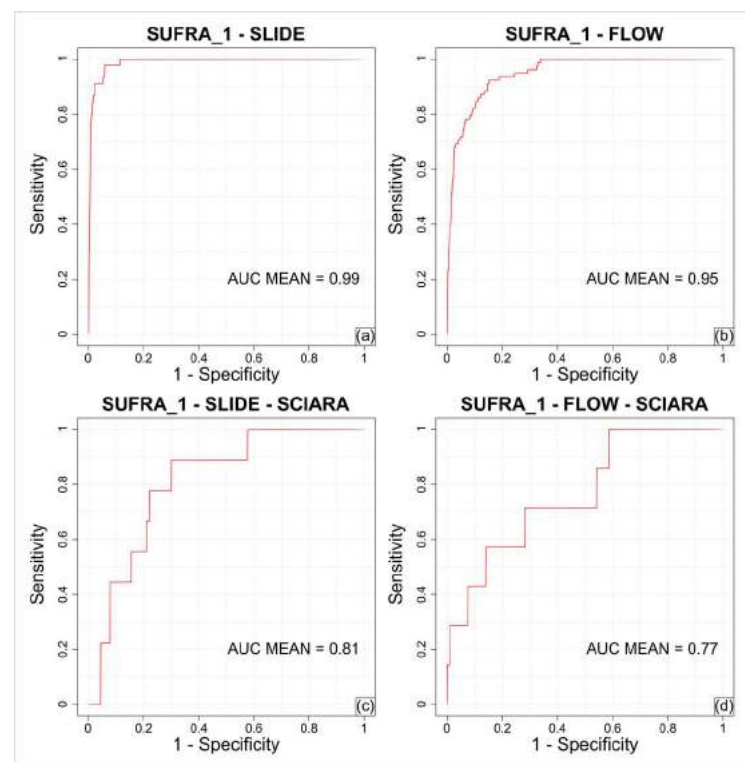 SUFRA_1 - SLIDE
1
0.8
0.6
0.4
0.2
0
Sensitivity
AUC MEAN = 0.99
(a)
0
0.2
0.4
0.6
0.8
1
1 - Specificity
SUFRA_1 - FLOW
1
0.8
0.6
0.4
0.2
0
Sensitivity
AUC MEAN = 0.95
(b)
0
0.2
0.4
0.6
0.8
1
1 - Specificity
SUFRA_1 - SLIDE - SCIARA
1
0.8
0.6
0.4
0.2
0
Sensitivity
AUC MEAN = 0.81
(c)
0
0.2
0.4
0.6
0.8
1
1 - Specificity
SUFRA_1 - FLOW - SCIARA
1
0.8
0.6
0.4
0.2
0
Sensitivity
AUC MEAN = 0.77
(d)
0
0.2
0.4
0.6
0.8
1
1 - Specificity